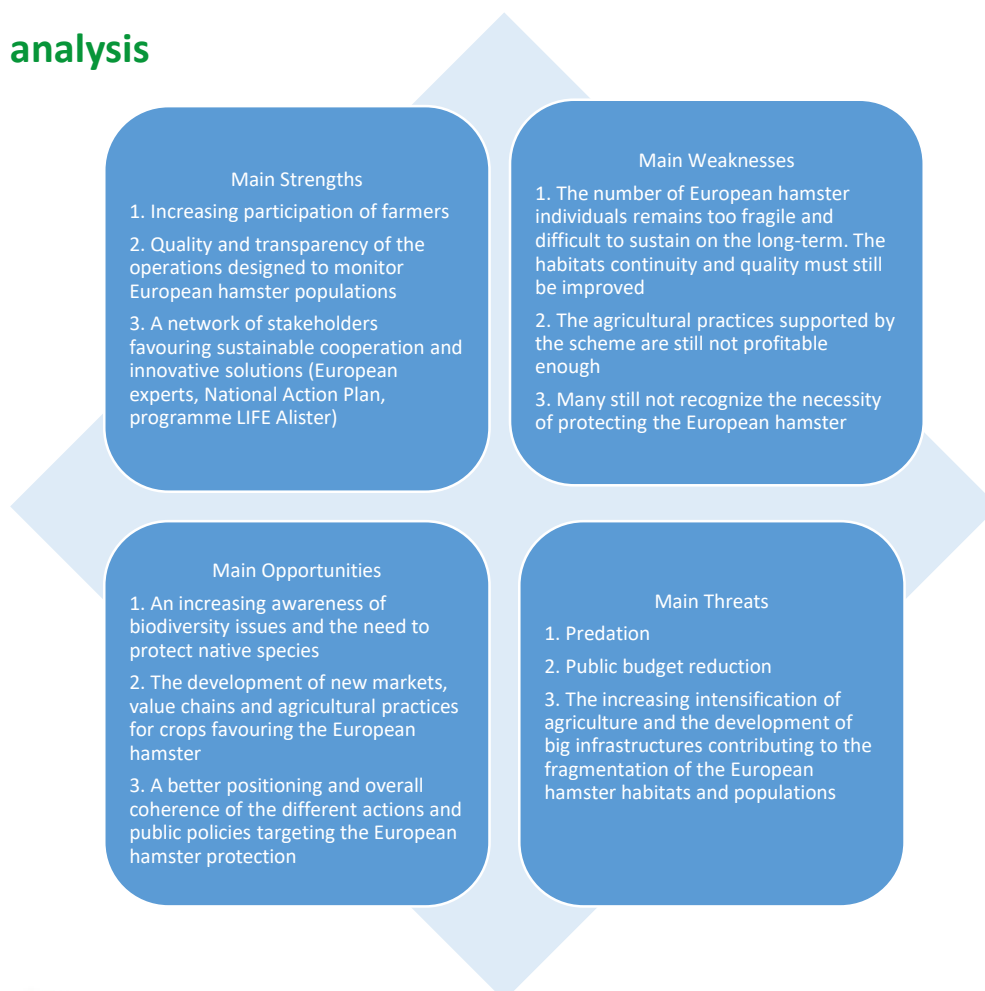 analysis
Main Strengths
1. Increasing participation of farmers
2. Quality and transparency of the
operations designed to monitor
European hamster populations
3. A network of stakeholders
favouring sustainable cooperation and
innovative solutions (European
experts, National Action Plan,
programme LIFE Alister)
Main Weaknesses
1. The number of European hamster
individuals remains too fragile and
difficult to sustain on the long-term. The
habitats continuity and quality must still
be improved
2. The agricultural practices supported by
the scheme are still not profitable
enough
3. Many still not recognize the necessity
of protecting the European hamster
Main Opportunities
1. An increasing awareness of
biodiversity issues and the need to
protect native species
2. The development of new markets,
value chains and agricultural practices
for crops favouring the European
hamster
3. A better positioning and overall
coherence of the different actions and
public policies targeting the European
hamster protection
Main Threats
1. Predation
2. Public budget reduction
3. The increasing intensification of
agriculture and the development of
big infrastructures contributing to the
fragmentation of the European
hamster habitats and populations